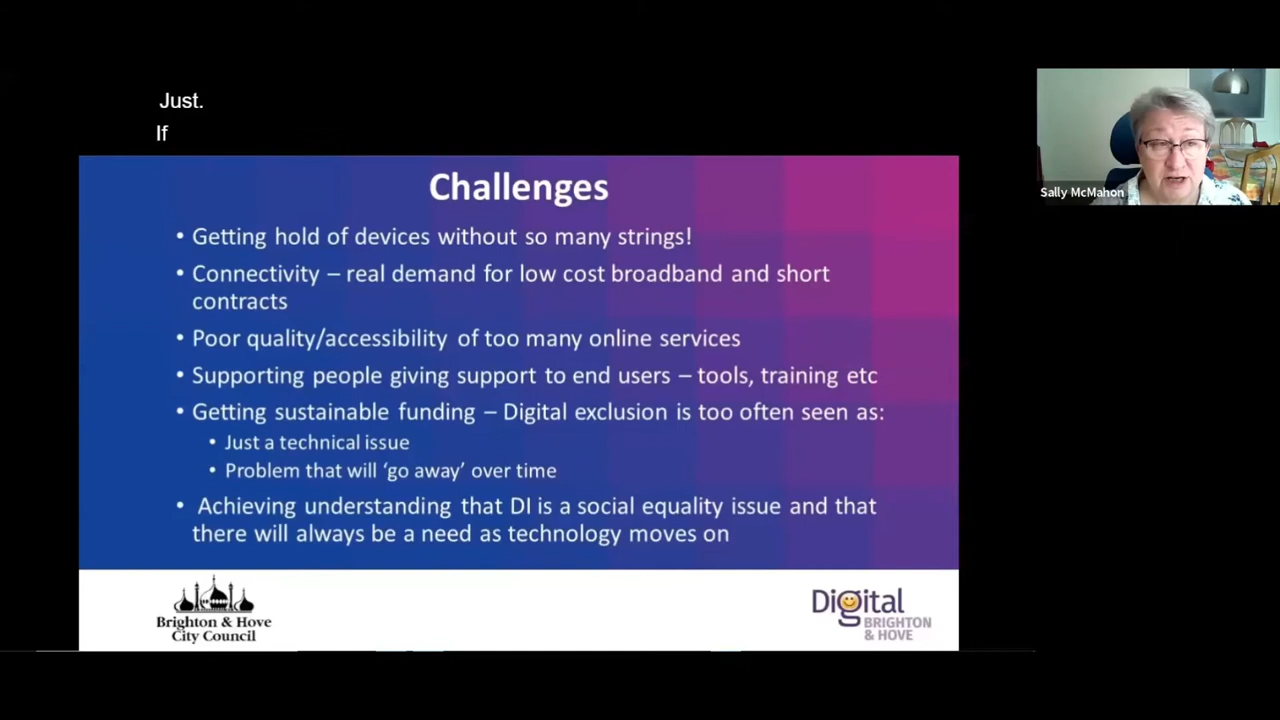 Just.
If
Sally McMahon
Challenges
• Getting hold of devices without so many strings!
• Connectivity – real demand for low cost broadband and short
contracts
• Poor quality/accessibility of too many online services
• Supporting people giving support to end users – tools, training etc
• Getting sustainable funding – Digital exclusion is too often seen as:
• Just a technical issue
• Problem that will ‘go away’ over time
• Achieving understanding that DI is a social equality issue and that
there will always be a need as technology moves on
Brighton & Hove
City Council
Digital
BRIGHTON
& HOVE